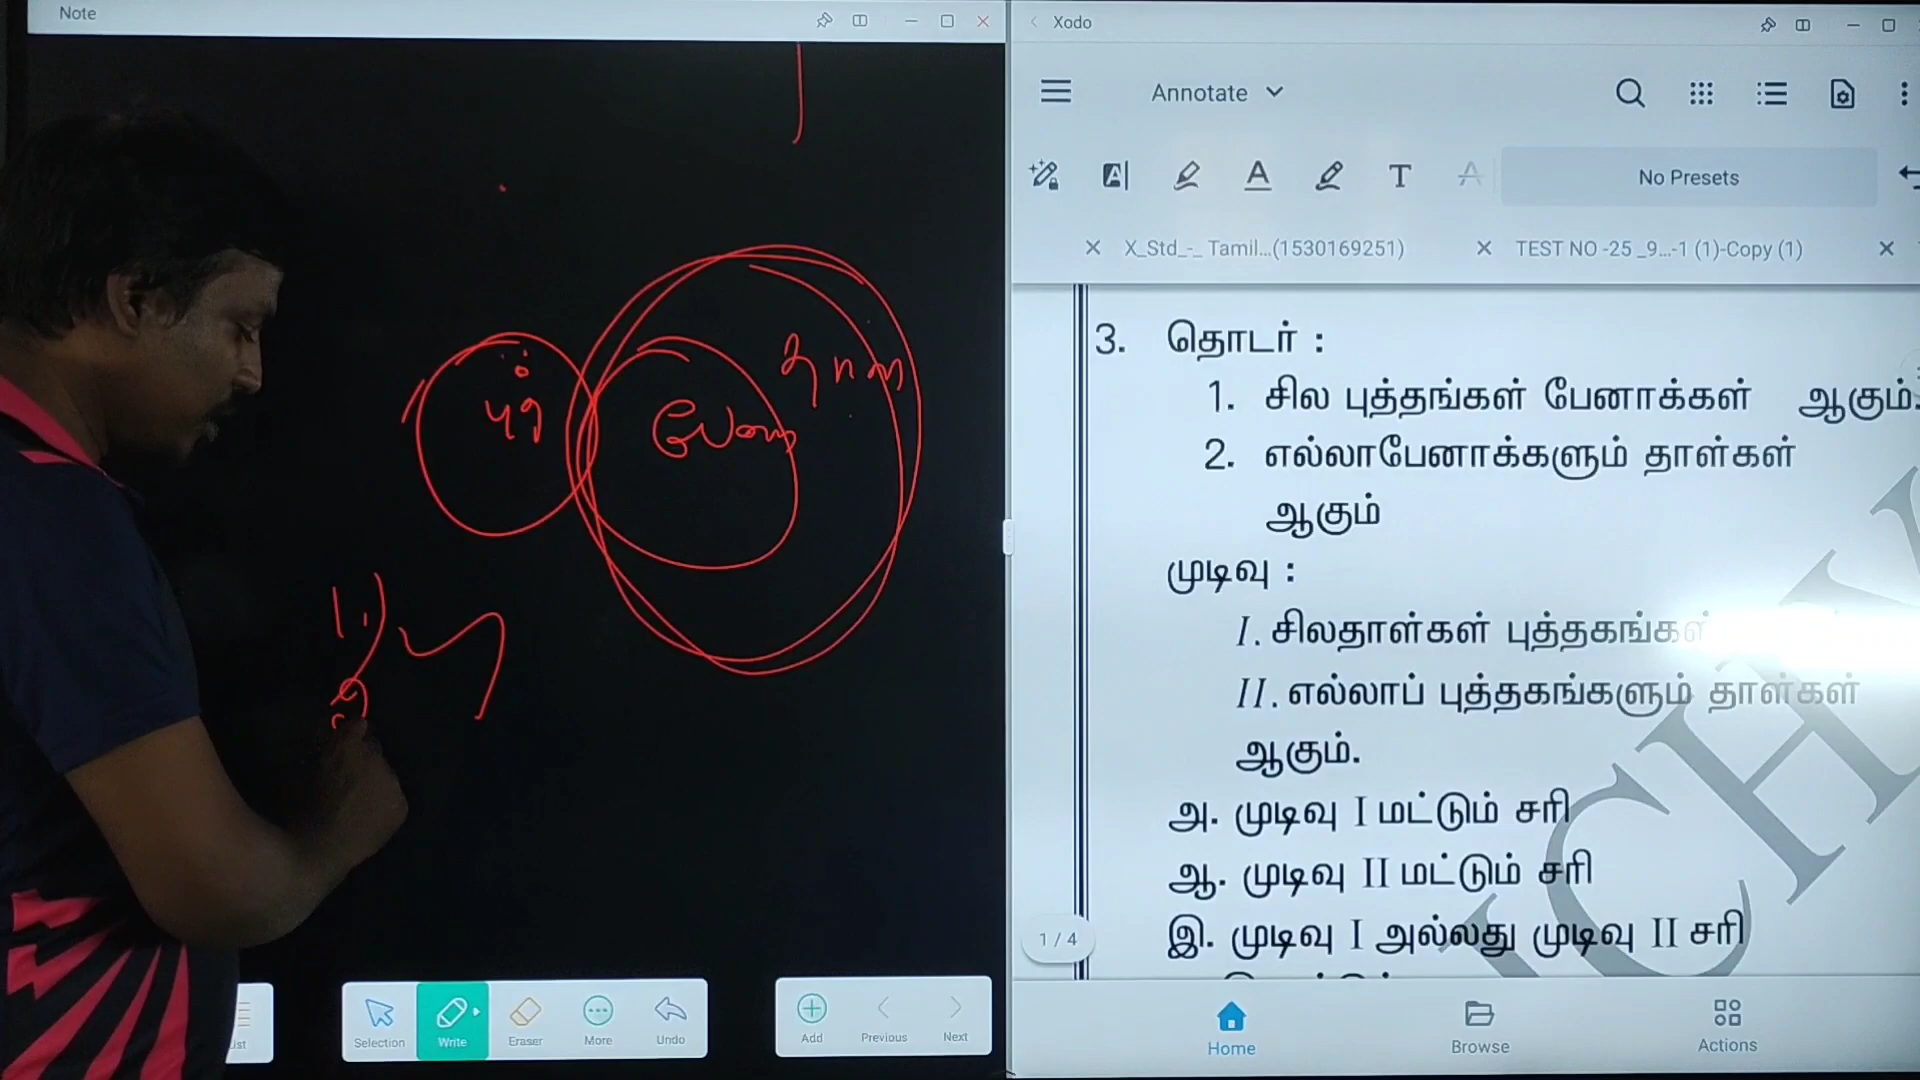 Note
Xodo
Annotate
No Presets
X_Std_-_ Tamil...(1530169251)
TEST NO -25 _9...-1 (1)-Copy (1)
3. தொடர் :
1. சில புத்தங்கள் பேனாக்கள் ஆகும்.
2. எல்லாபேனாக்களும் தாள்கள்
ஆகும்
முடிவு :
I. சிலதாள்கள் புத்தகங்கள்
II. எல்லாப் புத்தகங்களும் தாள்கள்
ஆகும்.
அ. முடிவு I மட்டும் சரி
ஆ. முடிவு II மட்டும் சரி
இ. முடிவு I அல்லது முடிவு II சரி
1 / 4
Selection
Write
Eraser
More
Undo
Add
Previous
Next
Home
Browse
Actions